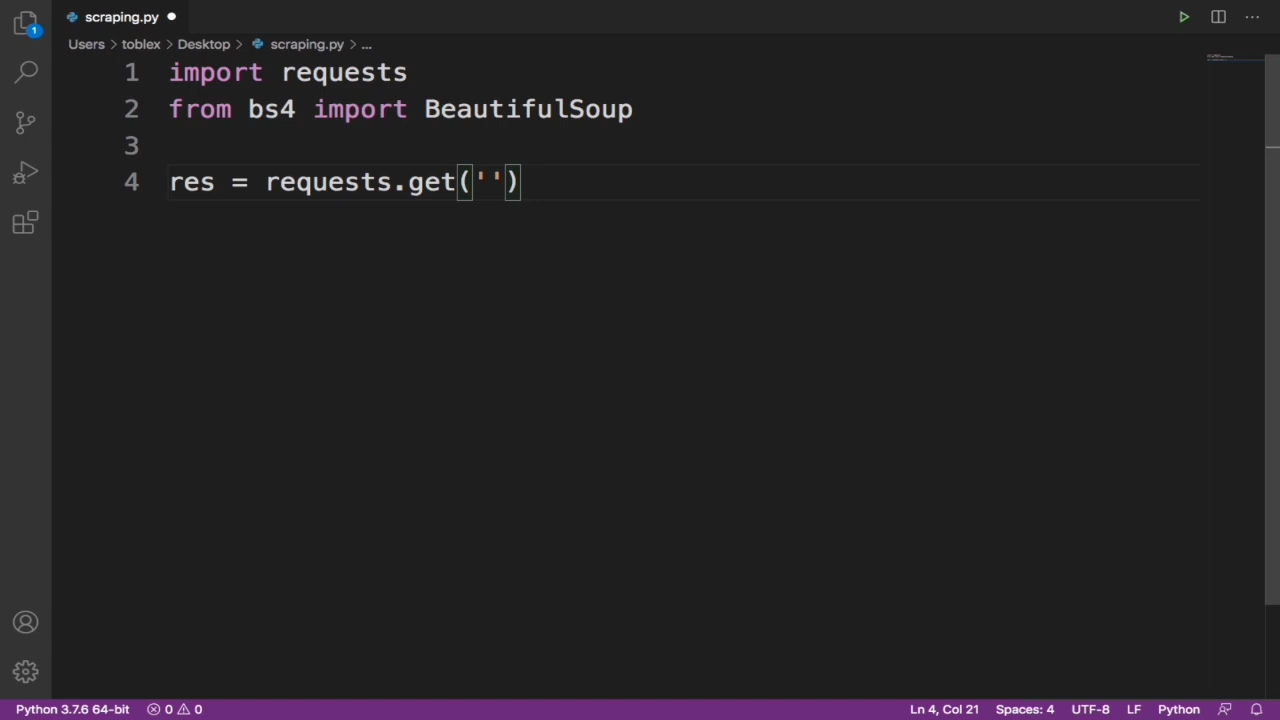 scraping.py
1
Users > toblex > Desktop > scraping.py > ...
1 import requests
2 from bs4 import BeautifulSoup
3
4 res = requests.get('')
Python 3.7.6 64-bit 0 0 Ln 4, Col 21 Spaces: 4 UTF-8 LF Python